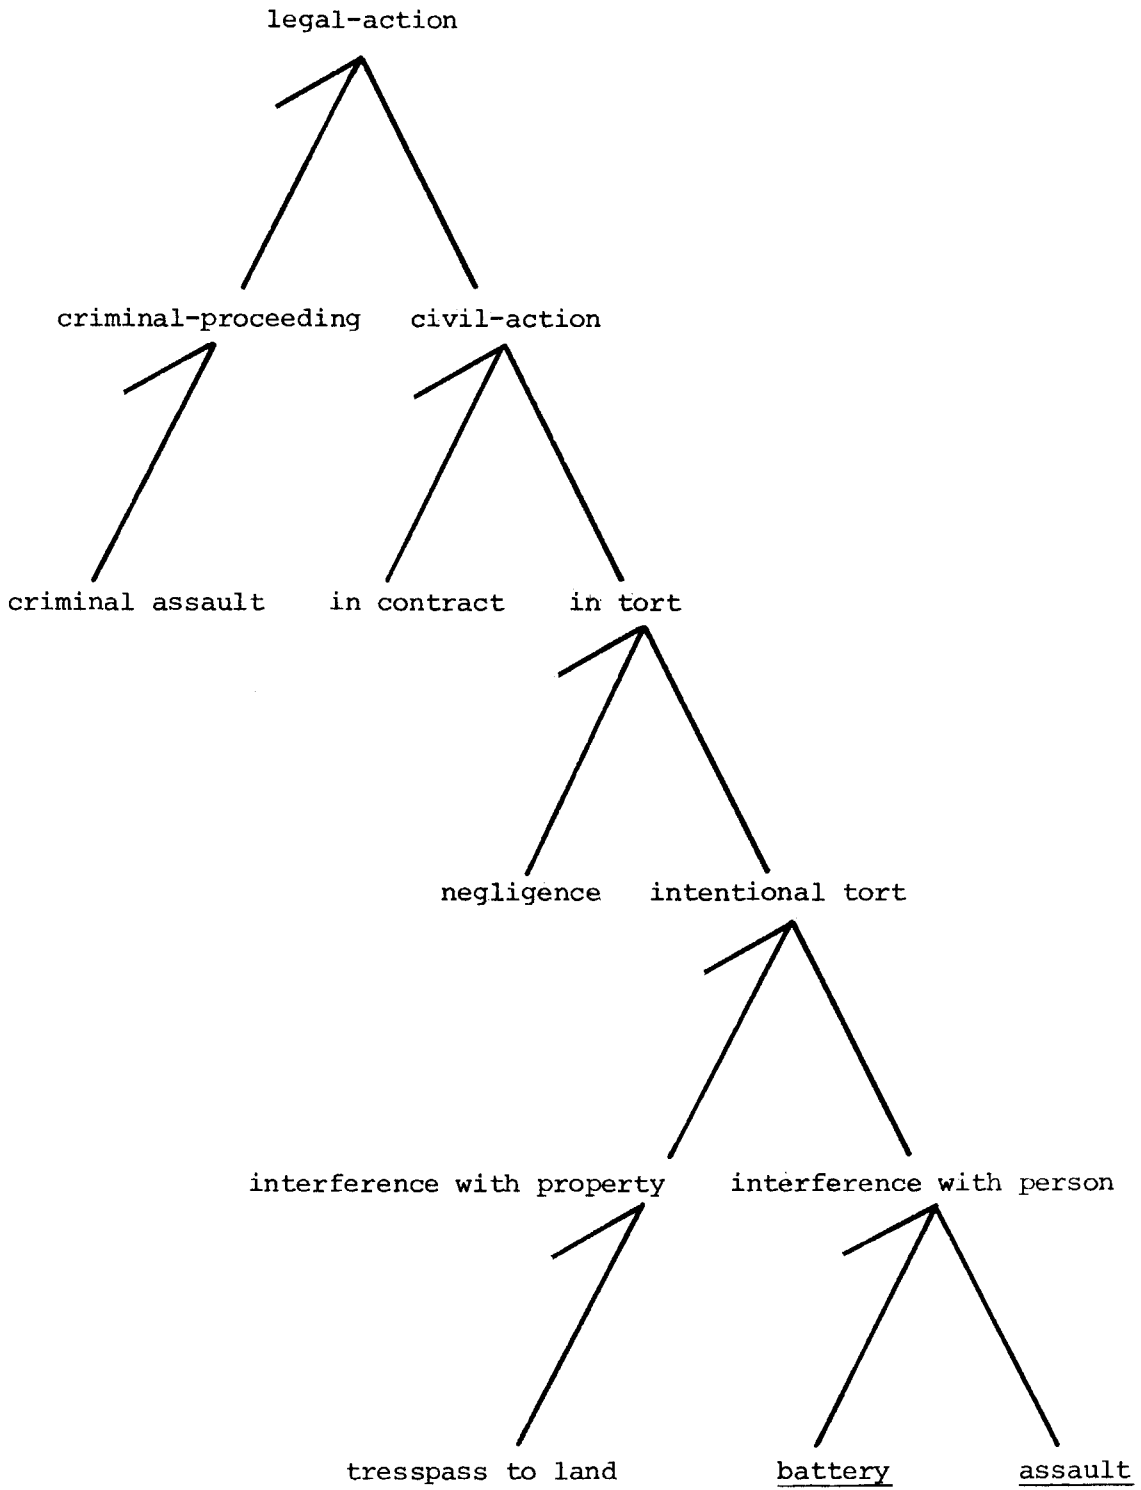 legal-action
criminal-proceeding civil-action
criminal assault in contract in tort
negligence intentional tort
interference with property interference with person
tresspass to land battery assault